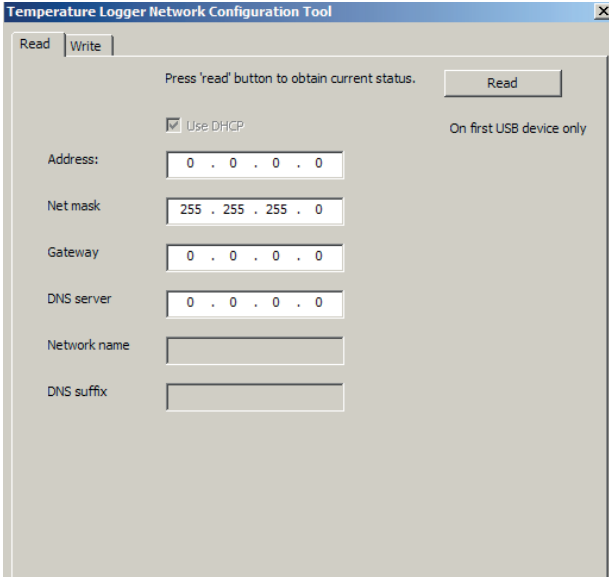 Temperature Logger Network Configuration Tool
Read Write
Press 'read' button to obtain current status. Read
Use DHCP On first USB device only
Address: 0 . 0 . 0 . 0
Net mask 255 . 255 . 255 . 0
Gateway 0 . 0 . 0 . 0
DNS server 0 . 0 . 0 . 0
Network name
DNS suffix